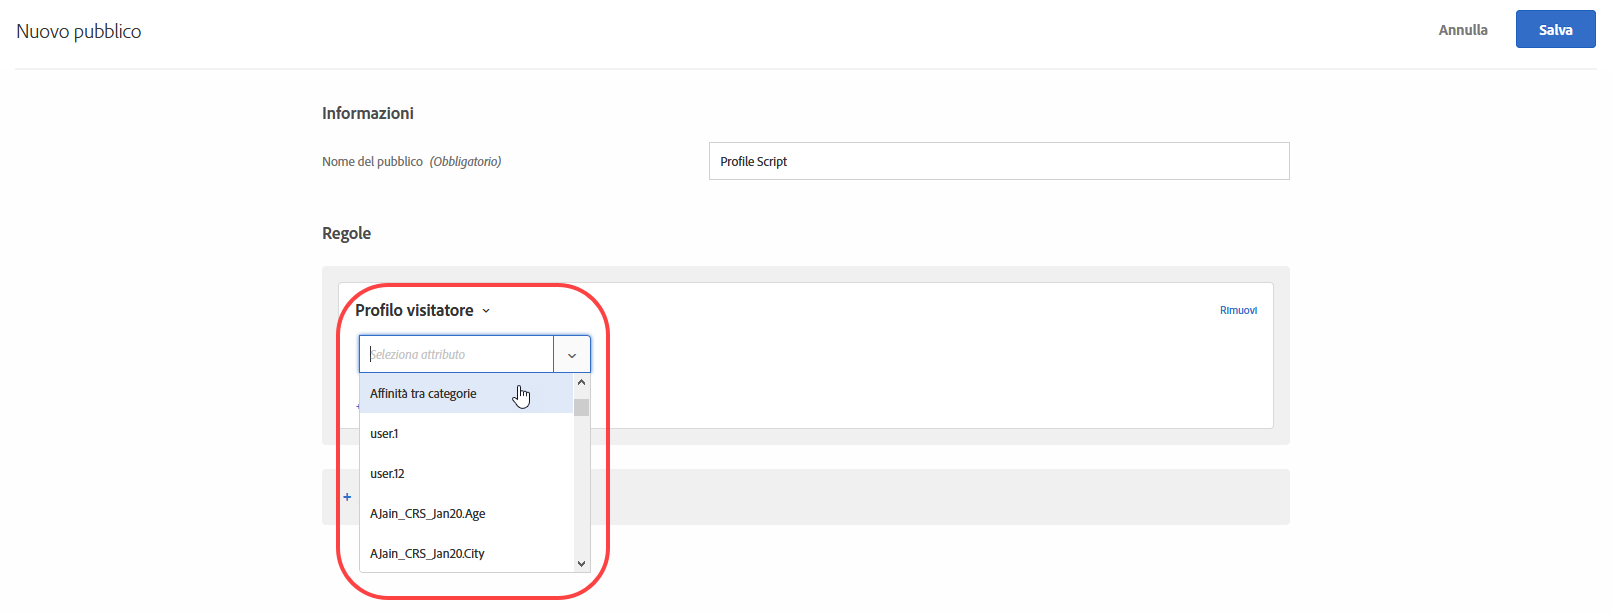 Nuovo pubblico
Annulla
Salva
Informazioni
Nome del pubblico (Obbligatorio)
Profile Script
Regole
Profilo visitatore
Rimuovi
Seleziona attributo
Affinità tra categorie
user.1
user.12
AJain_CRS_Jan20.Age
+
AJain_CRS_Jan20.City